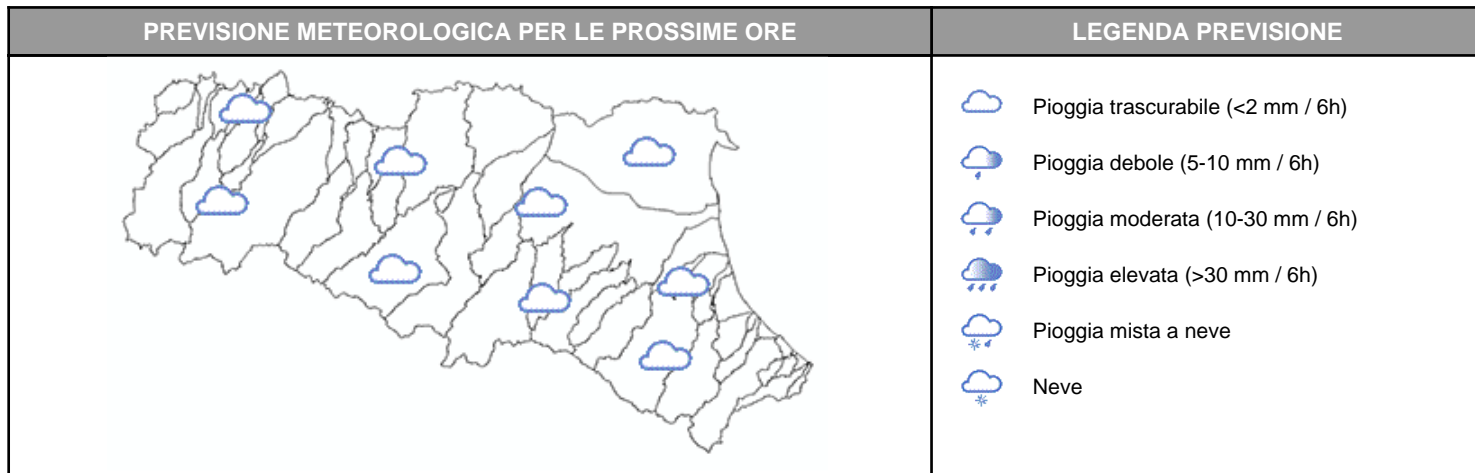 PREVISIONE METEOROLOGICA PER LE PROSSIME ORE
LEGENDA PREVISIONE
Pioggia trascurabile (<2 mm / 6h)
Pioggia debole (5-10 mm / 6h)
Pioggia moderata (10-30 mm / 6h)
Pioggia elevata (>30 mm / 6h)
Pioggia mista a neve
Neve